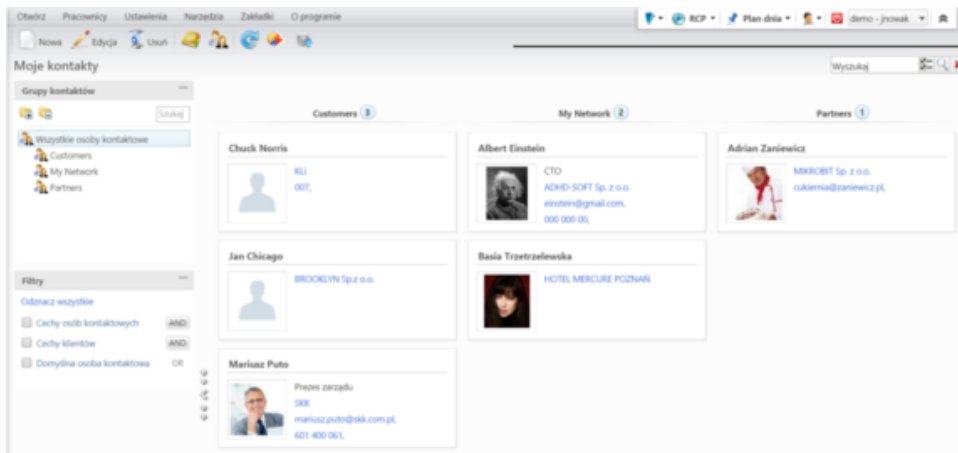 Otwórz Pracownicy Ustawienia Narzędzia Zakładki O programie
RCP Plan dnia demo - jnowak
Nowa Edycja Usuń
Moje kontakty
Wyszukaj
Grupy kontaktów
Szukaj
Wszystkie osoby kontaktowe
Customers
My Network
Partners
Filtry
Odznacz wszystkie
Cechy osób kontaktowych AND
Cechy klientów AND
Domyślna osoba kontaktowa OR
Customers 3
Chuck Norris
KLi
007,
Jan Chicago
BROOKLYN Sp.z o.o.
Mariusz Puto
Prezes zarządu
SKK
mariusz.puto@skk.com.pl,
601 400 061,
My Network 2
Albert Einstein
CTO
ADHD-SOFT Sp. z o.o.
einstein@gmail.com,
000 000 00,
Basia Trzetrzelewska
HOTEL MERCURE POZNAŃ
Partners 1
Adrian Zaniewicz
MIKROBIT Sp. z o.o.
cukiernia@zaniewicz.pl,